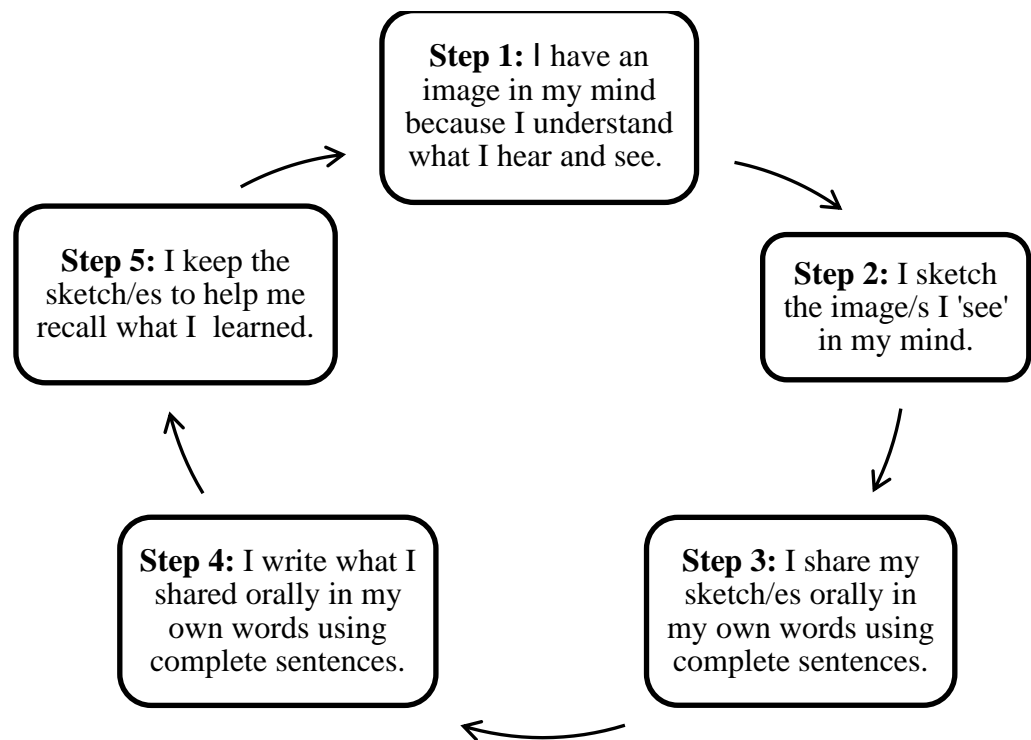 Step 1: I have an
image in my mind
because I understand
what I hear and see.
Step 2: I sketch
the image/s I 'see'
in my mind.
Step 3: I share my
sketch/es orally in
my own words using
complete sentences.
Step 4: I write what I
shared orally in my
own words using
complete sentences.
Step 5: I keep the
sketch/es to help me
recall what I learned.